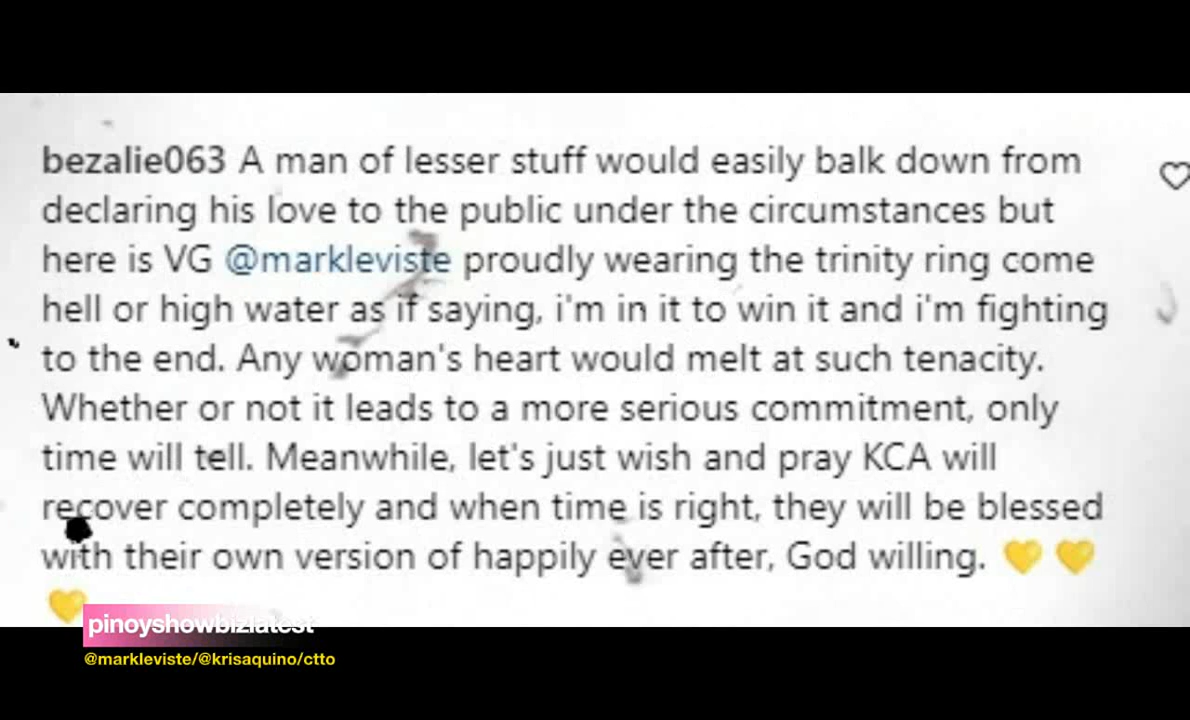 bezalie063 A man of lesser stuff would easily balk down from
declaring his love to the public under the circumstances but
here is VG @markleviste proudly wearing the trinity ring come
hell or high water as if saying, i'm in it to win it and i'm fighting
to the end. Any woman's heart would melt at such tenacity.
Whether or not it leads to a more serious commitment, only
time will tell. Meanwhile, let's just wish and pray KCA will
recover completely and when time is right, they will be blessed
with their own version of happily ever after, God willing. 💛 💛
💛
pinoyshowbizlatest
@markleviste/@krisaquino/ctto